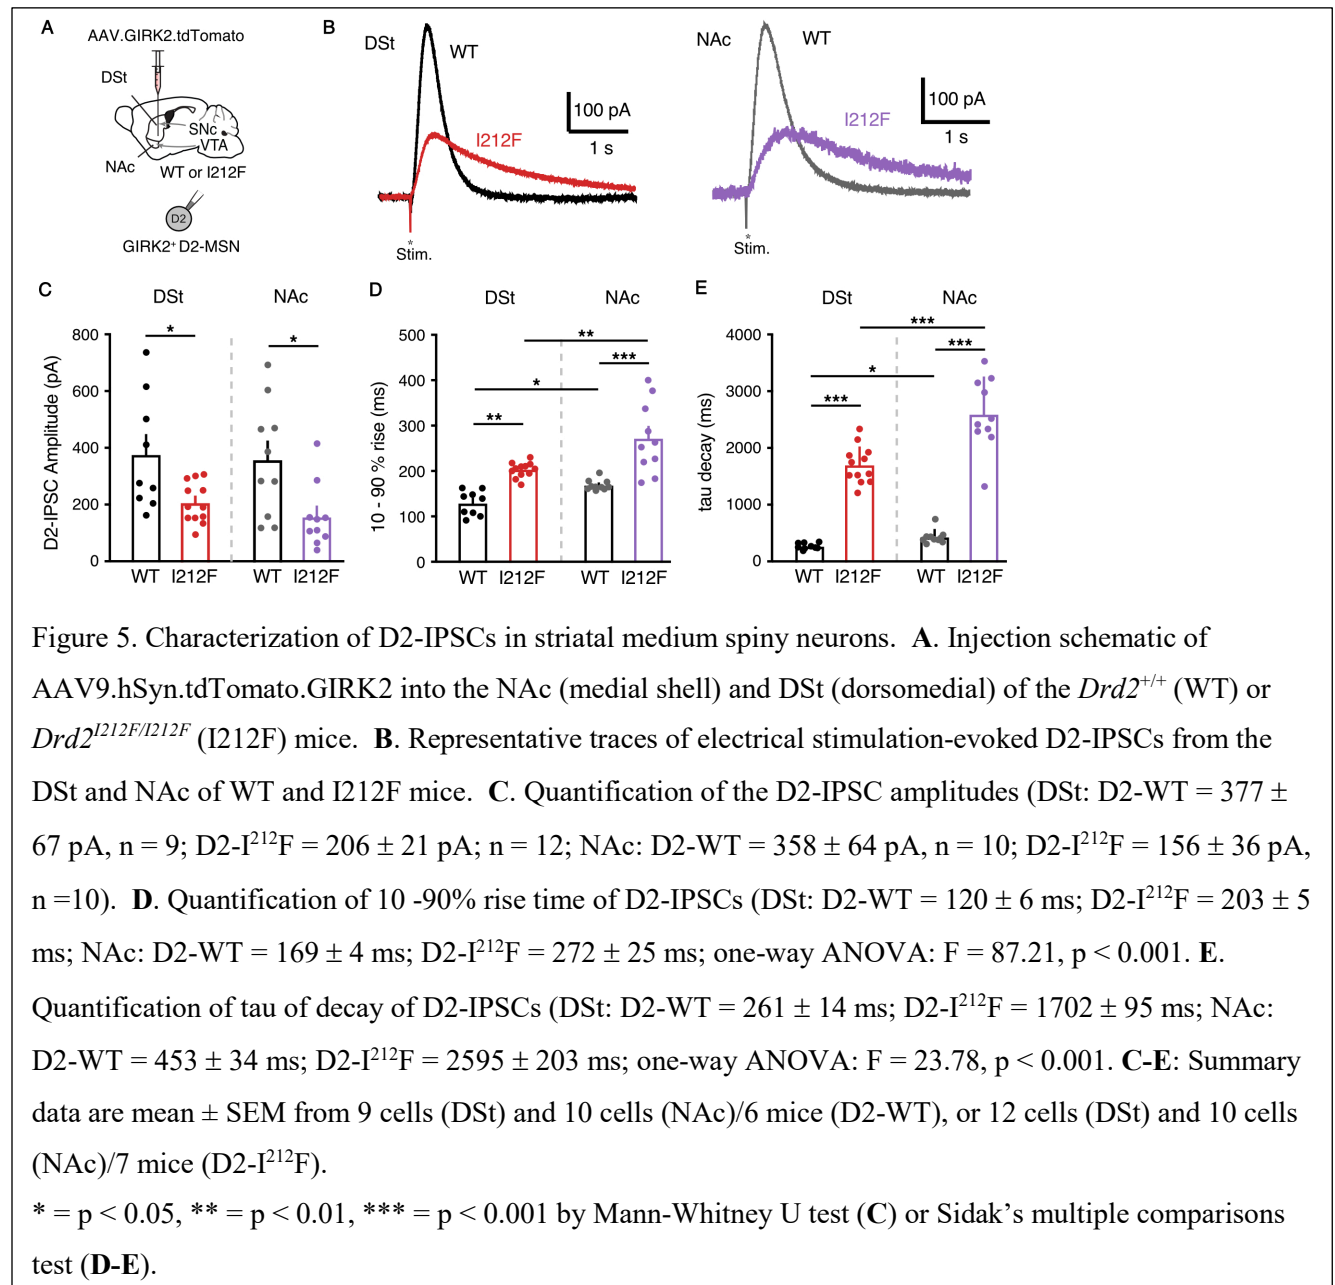 A
AAV.GIRK2.tdTomato
DSt
SNc
VTA
NAc
WT or I212F
D2
GIRK2⁺ D2-MSN
B
DSt
WT
I212F
100 pA
1 s
*
Stim.
NAc
WT
I212F
100 pA
1 s
*
Stim.
C
DSt
NAc
D2-IPSC Amplitude (pA)
800
600
400
200
0
*
*
WT
I212F
WT
I212F
D
DSt
NAc
10 - 90 % rise (ms)
500
400
300
200
100
0
**
***
*
**
WT
I212F
WT
I212F
E
DSt
NAc
tau decay (ms)
4000
3000
2000
1000
0
***
***
*
***
WT
I212F
WT
I212F
Figure 5. Characterization of D2-IPSCs in striatal medium spiny neurons. A. Injection schematic of
AAV9.hSyn.tdTomato.GIRK2 into the NAc (medial shell) and DSt (dorsomedial) of the Drd2⁺/⁺ (WT) or
Drd2^I212F/I212F (I212F) mice. B. Representative traces of electrical stimulation-evoked D2-IPSCs from the
DSt and NAc of WT and I212F mice. C. Quantification of the D2-IPSC amplitudes (DSt: D2-WT = 377 ±
67 pA, n = 9; D2-I²¹²F = 206 ± 21 pA; n = 12; NAc: D2-WT = 358 ± 64 pA, n = 10; D2-I²¹²F = 156 ± 36 pA,
n =10). D. Quantification of 10 -90% rise time of D2-IPSCs (DSt: D2-WT = 120 ± 6 ms; D2-I²¹²F = 203 ± 5
ms; NAc: D2-WT = 169 ± 4 ms; D2-I²¹²F = 272 ± 25 ms; one-way ANOVA: F = 87.21, p < 0.001. E.
Quantification of tau of decay of D2-IPSCs (DSt: D2-WT = 261 ± 14 ms; D2-I²¹²F = 1702 ± 95 ms; NAc:
D2-WT = 453 ± 34 ms; D2-I²¹²F = 2595 ± 203 ms; one-way ANOVA: F = 23.78, p < 0.001. C-E: Summary
data are mean ± SEM from 9 cells (DSt) and 10 cells (NAc)/6 mice (D2-WT), or 12 cells (DSt) and 10 cells
(NAc)/7 mice (D2-I²¹²F).
* = p < 0.05, ** = p < 0.01, *** = p < 0.001 by Mann-Whitney U test (C) or Sidak’s multiple comparisons
test (D-E).